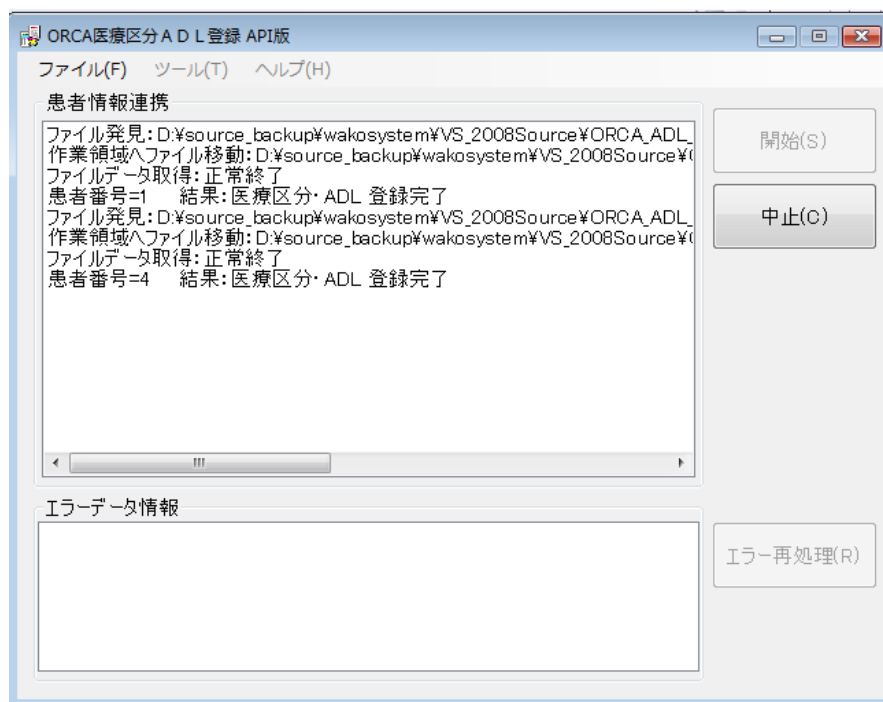 ORCA医療区分ＡＤＬ登録 API版
ファイル(F) ツール(T) ヘルプ(H)
患者情報連携
ファイル発見：D:¥source_backup¥wakosystem¥VS_2008Source¥ORCA_ADL_
作業領域へファイル移動：D:¥source_backup¥wakosystem¥VS_2008Source¥(
ファイルデータ取得：正常終了
患者番号=1 結果：医療区分・ADL 登録完了
ファイル発見：D:¥source_backup¥wakosystem¥VS_2008Source¥ORCA_ADL_
作業領域へファイル移動：D:¥source_backup¥wakosystem¥VS_2008Source¥(
ファイルデータ取得：正常終了
患者番号=4 結果：医療区分・ADL 登録完了
開始(S)
中止(C)
エラーデータ情報
エラー再処理(R)